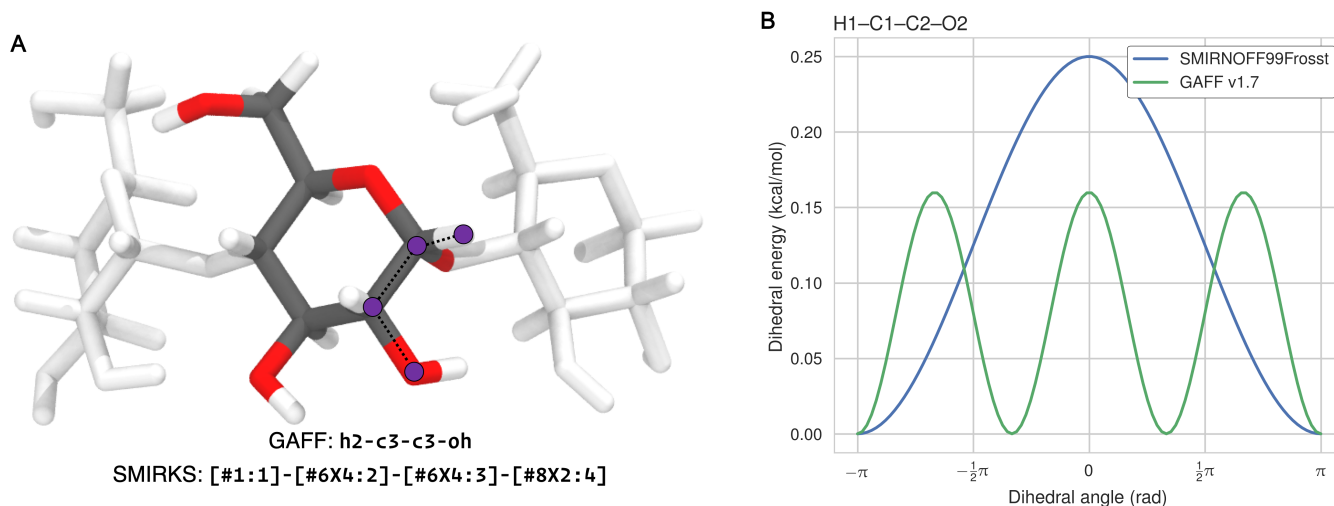 A
GAFF: h2-c3-c3-oh
SMIRKS: [#1:1]-[#6X4:2]-[#6X4:3]-[#8X2:4]
B
H1–C1–C2–O2
SMIRNOFF99Frosst
GAFF v1.7
Dihedral energy (kcal/mol)
0.25
0.20
0.15
0.10
0.05
0.00
−π
−½π
0
½π
π
Dihedral angle (rad)